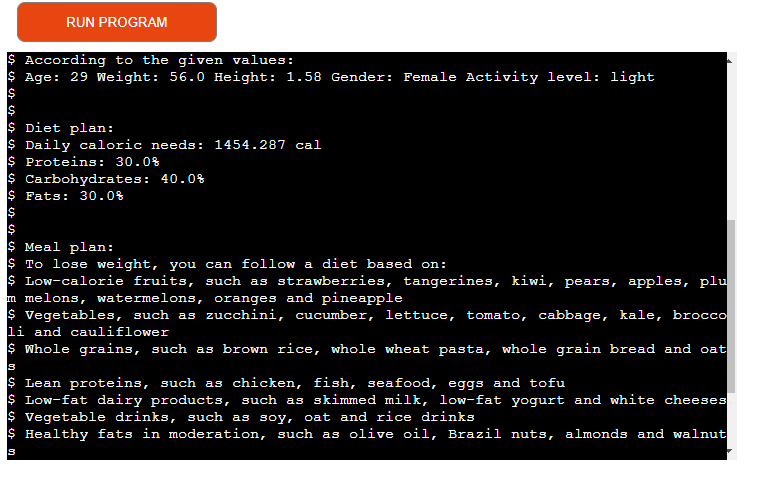 RUN PROGRAM
$ According to the given values:
$ Age: 29 Weight: 56.0 Height: 1.58 Gender: Female Activity level: light
$
$
$ Diet plan:
$ Daily caloric needs: 1454.287 cal
$ Proteins: 30.0%
$ Carbohydrates: 40.0%
$ Fats: 30.0%
$
$
$ Meal plan:
$ To lose weight, you can follow a diet based on:
$ Low-calorie fruits, such as strawberries, tangerines, kiwi, pears, apples, plu
m melons, watermelons, oranges and pineapple
$ Vegetables, such as zucchini, cucumber, lettuce, tomato, cabbage, kale, brocco
li and cauliflower
$ Whole grains, such as brown rice, whole wheat pasta, whole grain bread and oat
s
$ Lean proteins, such as chicken, fish, seafood, eggs and tofu
$ Low-fat dairy products, such as skimmed milk, low-fat yogurt and white cheeses
$ Vegetable drinks, such as soy, oat and rice drinks
$ Healthy fats in moderation, such as olive oil, Brazil nuts, almonds and walnut
s